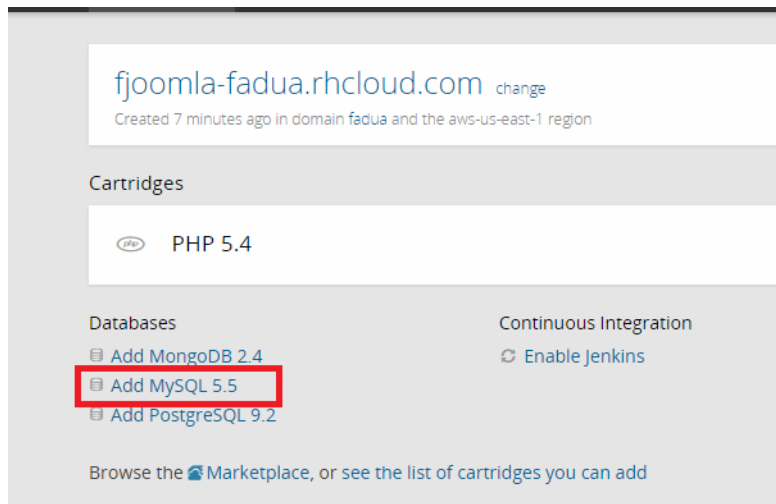 fjoomla-fadua.rhcloud.com change
Created 7 minutes ago in domain fadua and the aws-us-east-1 region
Cartridges
php PHP 5.4
Databases
Add MongoDB 2.4
Add MySQL 5.5
Add PostgreSQL 9.2
Continuous Integration
Enable Jenkins
Browse the Marketplace, or see the list of cartridges you can add